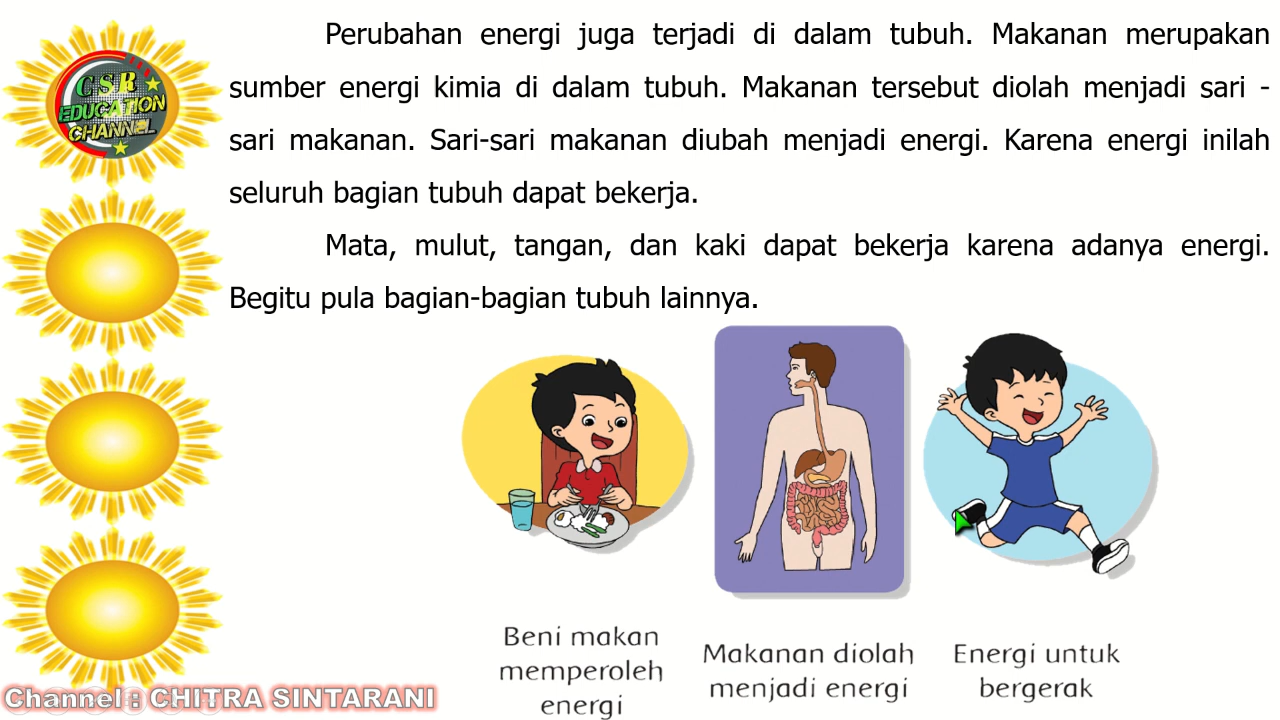 CSR
EDUCATION
CHANNEL
Perubahan energi juga terjadi di dalam tubuh. Makanan merupakan
sumber energi kimia di dalam tubuh. Makanan tersebut diolah menjadi sari -
sari makanan. Sari-sari makanan diubah menjadi energi. Karena energi inilah
seluruh bagian tubuh dapat bekerja.
Mata, mulut, tangan, dan kaki dapat bekerja karena adanya energi.
Begitu pula bagian-bagian tubuh lainnya.
Beni makan
memperoleh
energi
Makanan diolah
menjadi energi
Energi untuk
bergerak
Channel : CHITRA SINTARANI